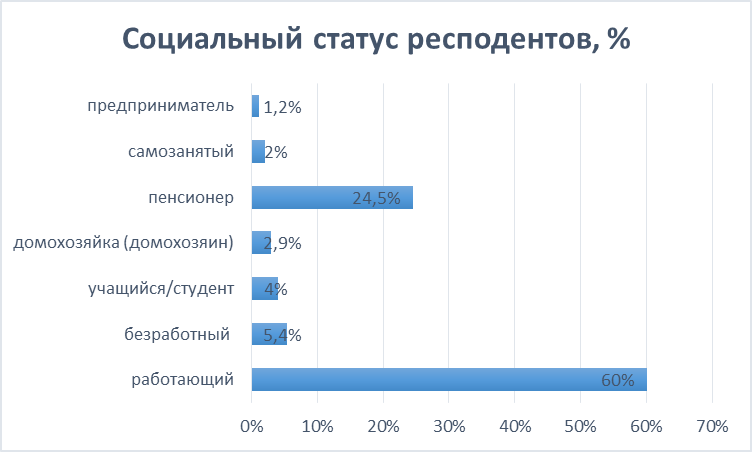 Социальный статус респодентов, %
предприниматель 1,2%
самозанятый 2%
пенсионер 24,5%
домохозяйка (домохозяин) 2,9%
учащийся/студент 4%
безработный 5,4%
работающий 60%
0% 10% 20% 30% 40% 50% 60% 70%